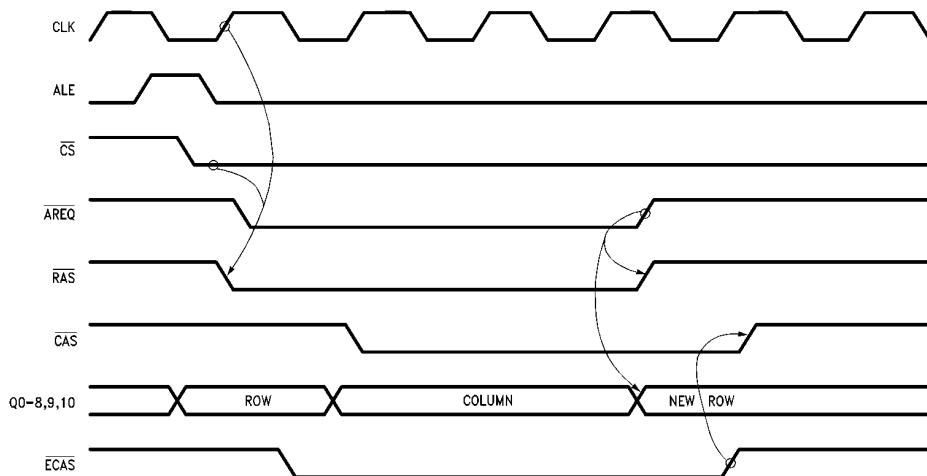 CLK
ALE
CS
AREQ
RAS
CAS
Q0-8,9,10 ROW COLUMN NEW ROW
ECAS